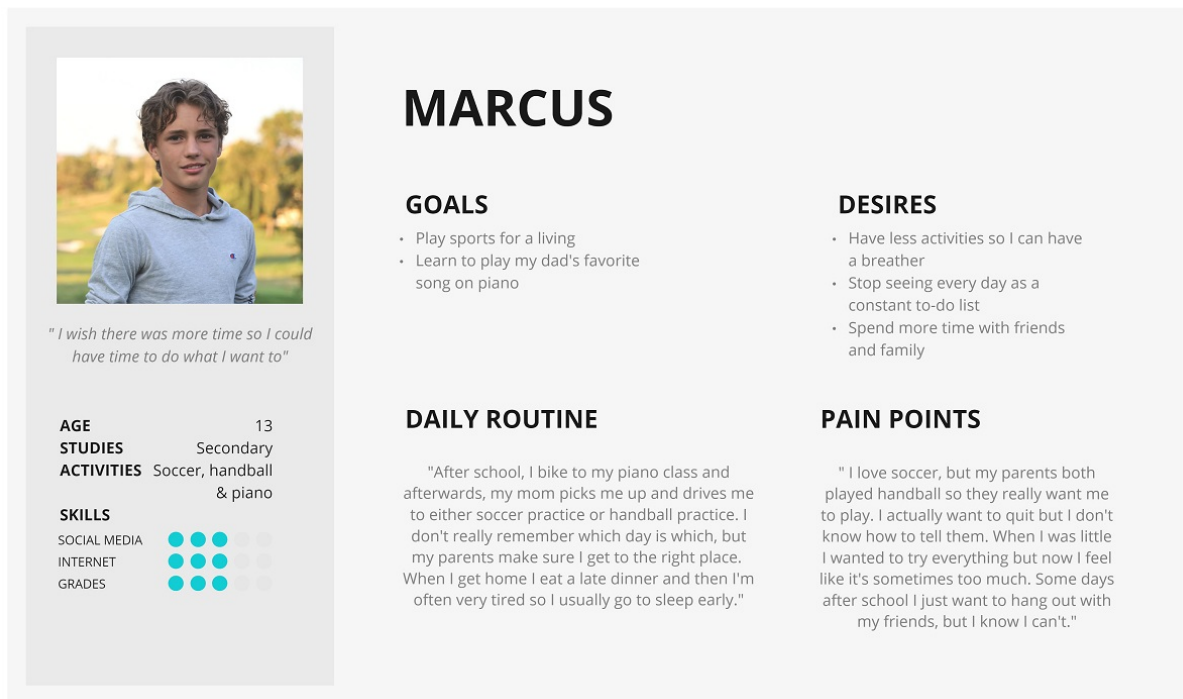 MARCUS
" I wish there was more time so I could
have time to do what I want to"
AGE 13
STUDIES Secondary
ACTIVITIES Soccer, handball
& piano
SKILLS
SOCIAL MEDIA
INTERNET
GRADES
GOALS
• Play sports for a living
• Learn to play my dad's favorite
song on piano
DESIRES
• Have less activities so I can have
a breather
• Stop seeing every day as a
constant to-do list
• Spend more time with friends
and family
DAILY ROUTINE
"After school, I bike to my piano class and
afterwards, my mom picks me up and drives me
to either soccer practice or handball practice. I
don't really remember which day is which, but
my parents make sure I get to the right place.
When I get home I eat a late dinner and then I'm
often very tired so I usually go to sleep early."
PAIN POINTS
" I love soccer, but my parents both
played handball so they really want me
to play. I actually want to quit but I don't
know how to tell them. When I was little
I wanted to try everything but now I feel
like it's sometimes too much. Some days
after school I just want to hang out with
my friends, but I know I can't."